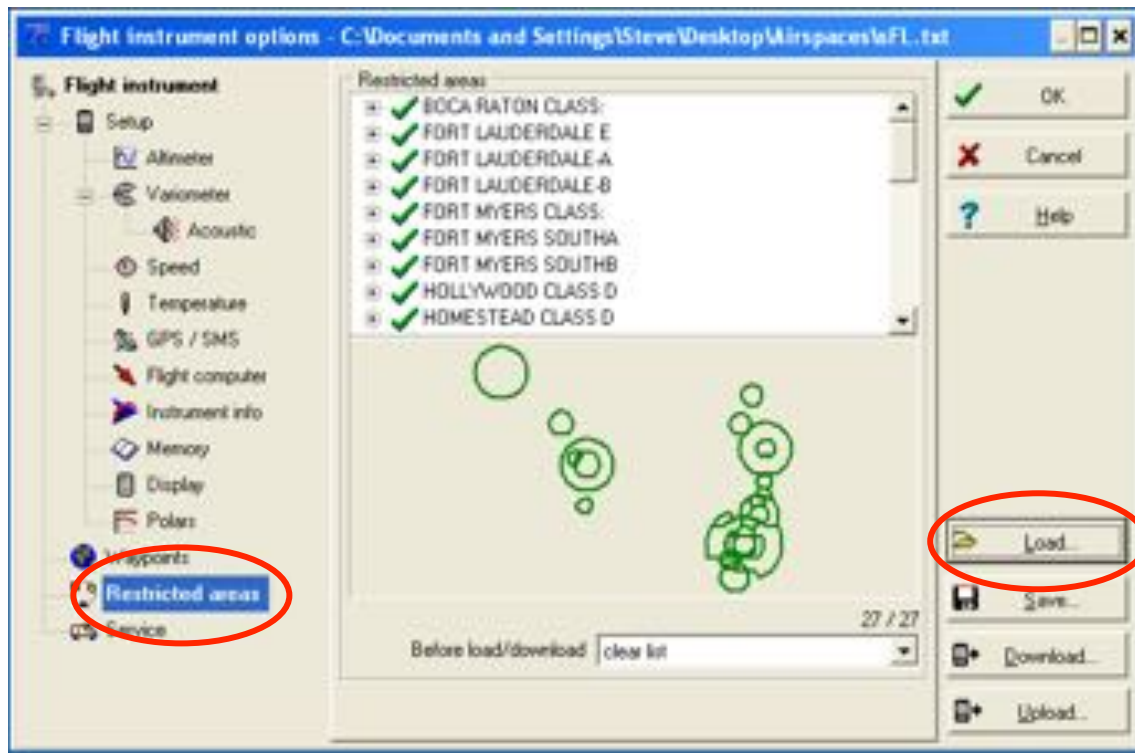 Flight instrument options - C:\Documents and Settings\Steve\Desktop\Airspaces\sFL.txt
Flight instrument
Setup
Altimeter
Variometer
Acoustic
Speed
Temperature
GPS / SMS
Flight computer
Instrument info
Memory
Display
Polars
Waypoints
Restricted areas
Service
Restricted areas
BOCA RATON CLASS:
FORT LAUDERDALE E
FORT LAUDERDALE-A
FORT LAUDERDALE-B
FORT MYERS CLASS:
FORT MYERS SOUTHA
FORT MYERS SOUTHB
HOLLYWOOD CLASS D
HOMESTEAD CLASS D
27 / 27
Before load/download clear list
OK
Cancel
Help
Load...
Save...
Download...
Upload...